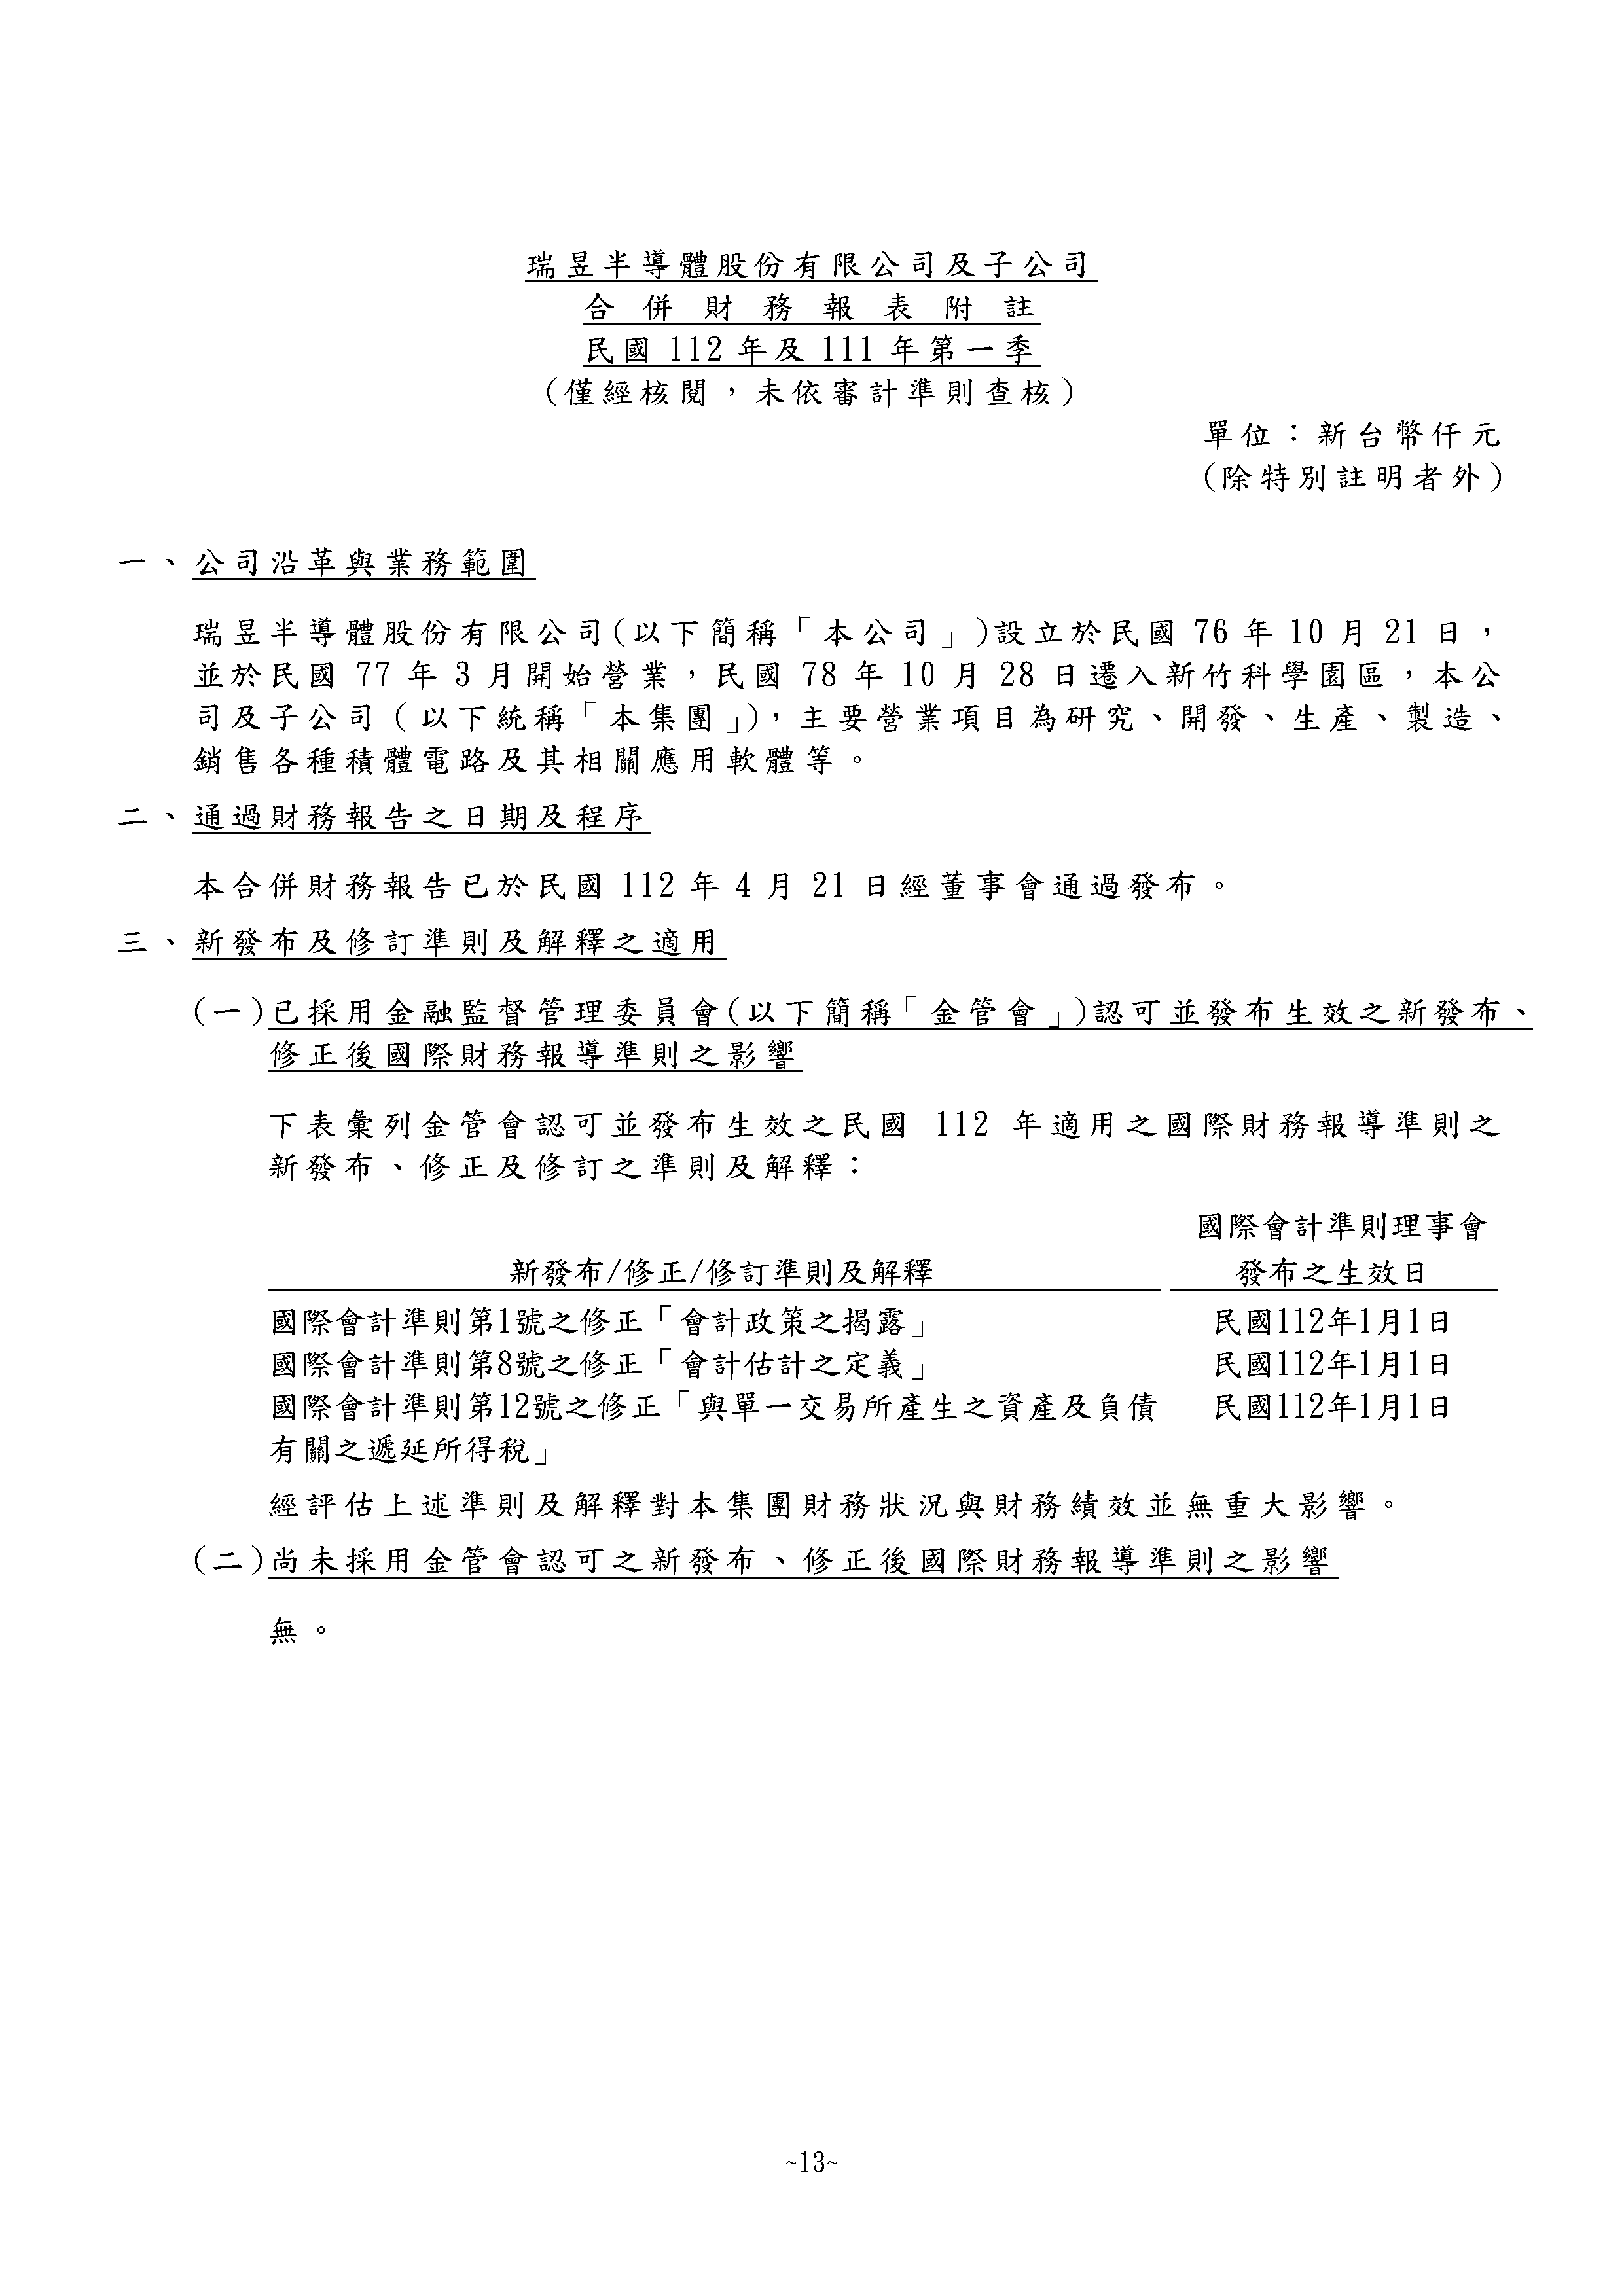 瑞昱半導體股份有限公司及子公司
合併財務報表附註
民國 112 年及 111 年第一季
(僅經核閱，未依審計準則查核)
單位：新台幣仟元
(除特別註明者外)
一、公司沿革與業務範圍
瑞昱半導體股份有限公司(以下簡稱「本公司」)設立於民國 76 年 10 月 21 日，
並於民國 77 年 3 月開始營業，民國 78 年 10 月 28 日遷入新竹科學園區，本公
司及子公司(以下統稱「本集團」)，主要營業項目為研究、開發、生產、製造、
銷售各種積體電路及其相關應用軟體等。
二、通過財務報告之日期及程序
本合併財務報告已於民國 112 年 4 月 21 日經董事會通過發布。
三、新發布及修訂準則及解釋之適用
(一)已採用金融監督管理委員會(以下簡稱「金管會」)認可並發布生效之新發布、
修正後國際財務報導準則之影響
下表彙列金管會認可並發布生效之民國 112 年適用之國際財務報導準則之
新發布、修正及修訂之準則及解釋：
國際會計準則理事會
新發布/修正/修訂準則及解釋 發布之生效日
國際會計準則第1號之修正「會計政策之揭露」 民國112年1月1日
國際會計準則第8號之修正「會計估計之定義」 民國112年1月1日
國際會計準則第12號之修正「與單一交易所產生之資產及負債 民國112年1月1日
有關之遞延所得稅」
經評估上述準則及解釋對本集團財務狀況與財務績效並無重大影響。
(二)尚未採用金管會認可之新發布、修正後國際財務報導準則之影響
無。
~13~